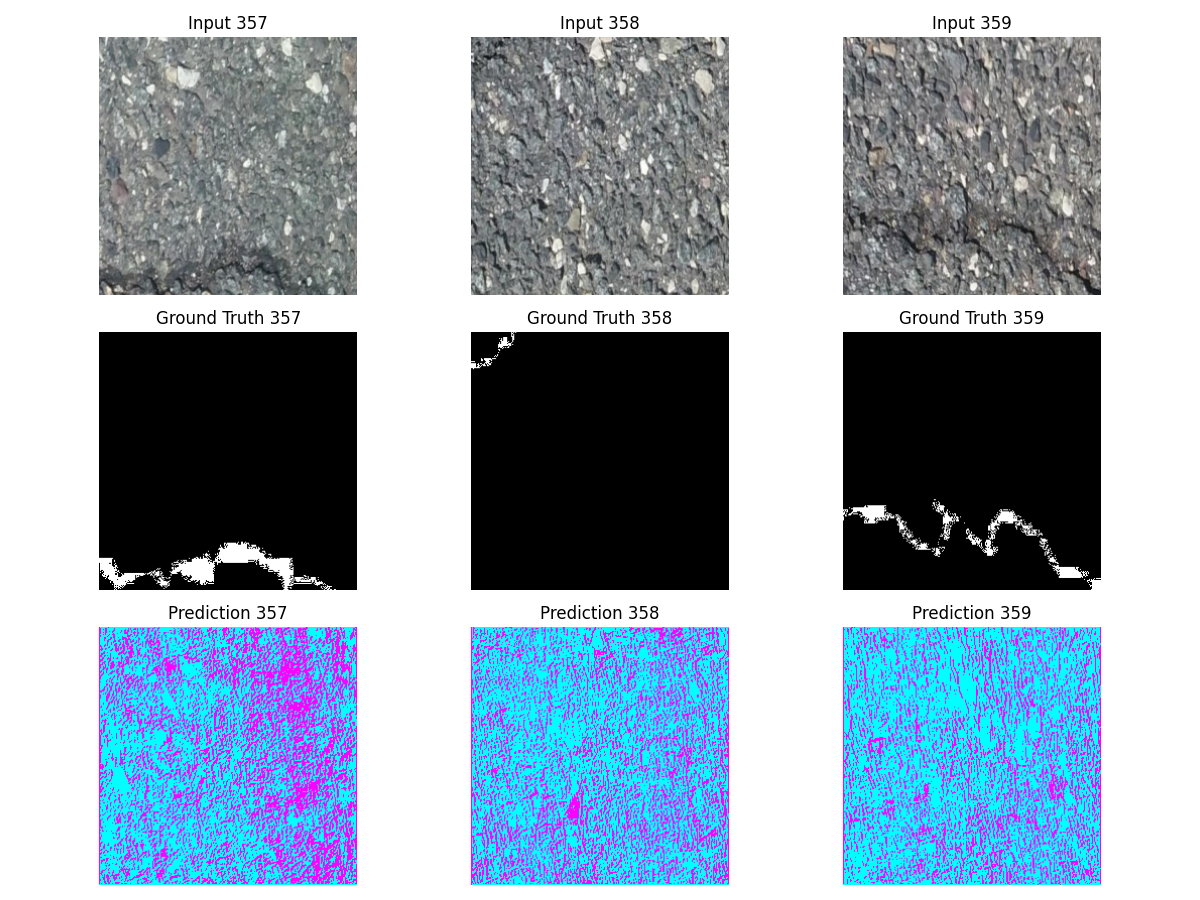 Input 357
Input 358
Input 359
Ground Truth 357
Ground Truth 358
Ground Truth 359
Prediction 357
Prediction 358
Prediction 359